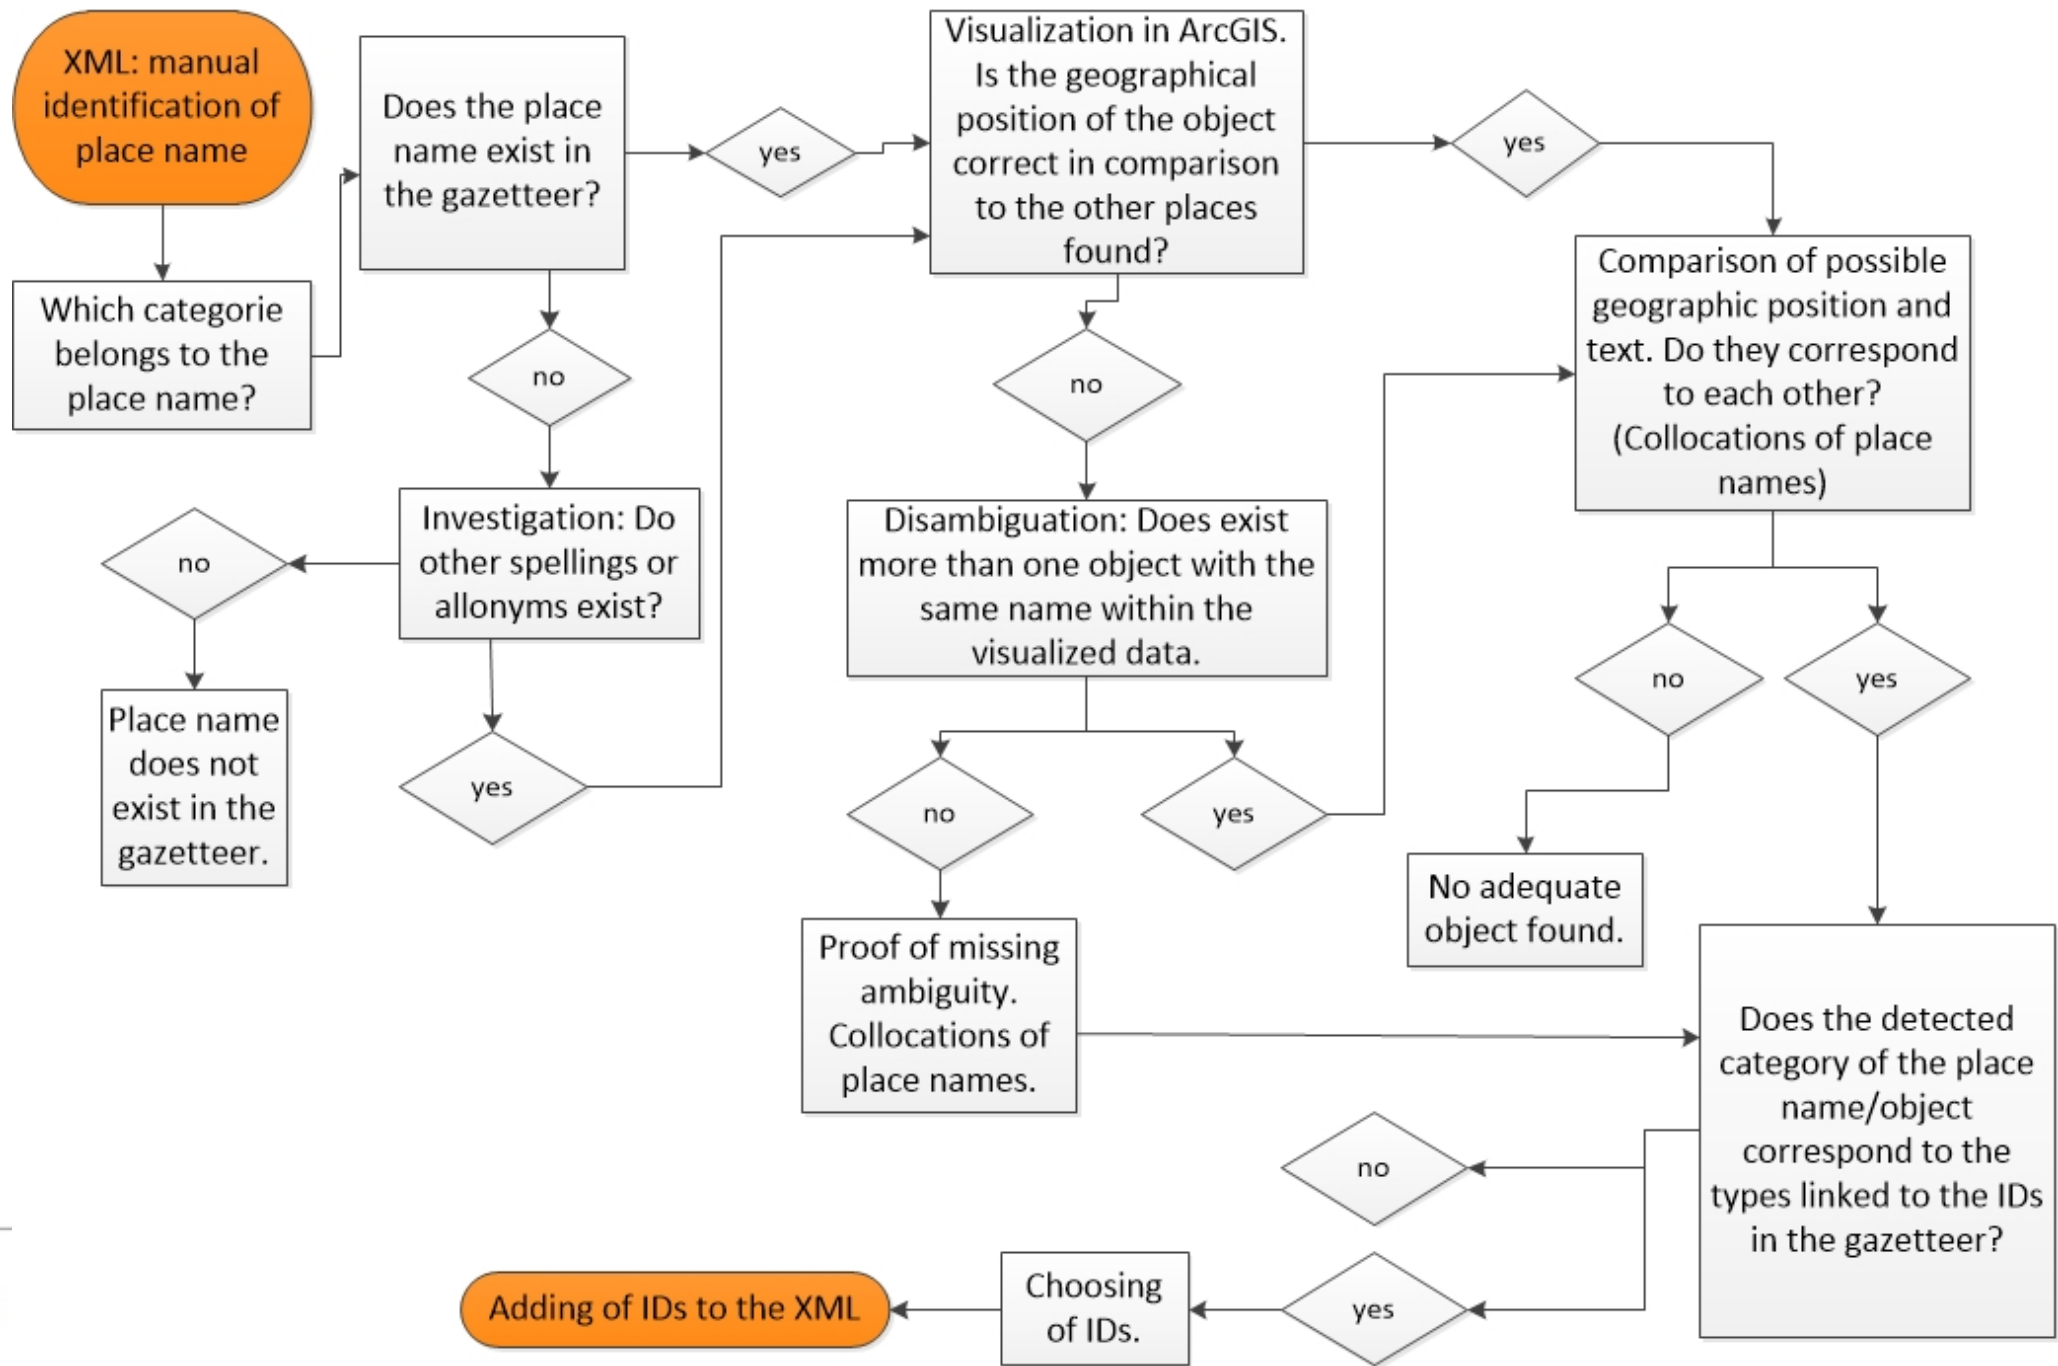 XML: manual
identification of
place name
Which categorie
belongs to the
place name?
Does the place
name exist in
the gazetteer?
yes
no
Investigation: Do
other spellings or
allonyms exist?
no
Place name
does not
exist in the
gazetteer.
yes
Visualization in ArcGIS.
Is the geographical
position of the object
correct in comparison
to the other places
found?
yes
no
Disambiguation: Does exist
more than one object with the
same name within the
visualized data.
no
yes
Proof of missing
ambiguity.
Collocations of
place names.
Comparison of possible
geographic position and
text. Do they correspond
to each other?
(Collocations of place
names)
no
yes
No adequate
object found.
Does the detected
category of the place
name/object
correspond to the
types linked to the IDs
in the gazetteer?
no
yes
Choosing
of IDs.
Adding of IDs to the XML